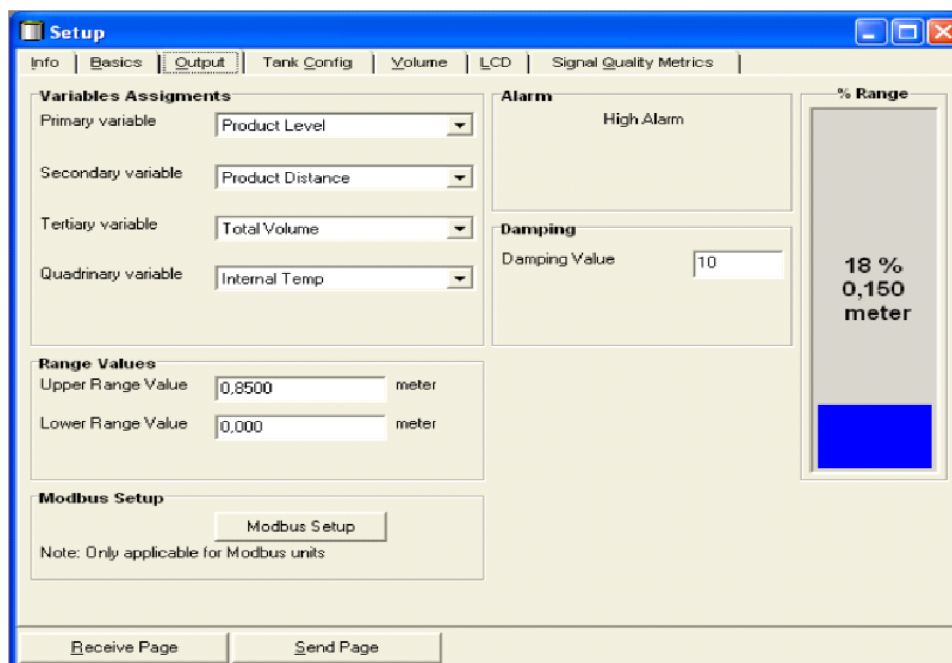 Setup
Info Basics Output Tank Config Volume LCD Signal Quality Metrics
Variables Assigments
Primary variable Product Level
Secondary variable Product Distance
Tertiary variable Total Volume
Quadrinary variable Internal Temp
Range Values
Upper Range Value 0,8500 meter
Lower Range Value 0,000 meter
Modbus Setup
Modbus Setup
Note: Only applicable for Modbus units
Alarm
High Alarm
Damping
Damping Value 10
% Range
18 %
0,150
meter
Receive Page Send Page